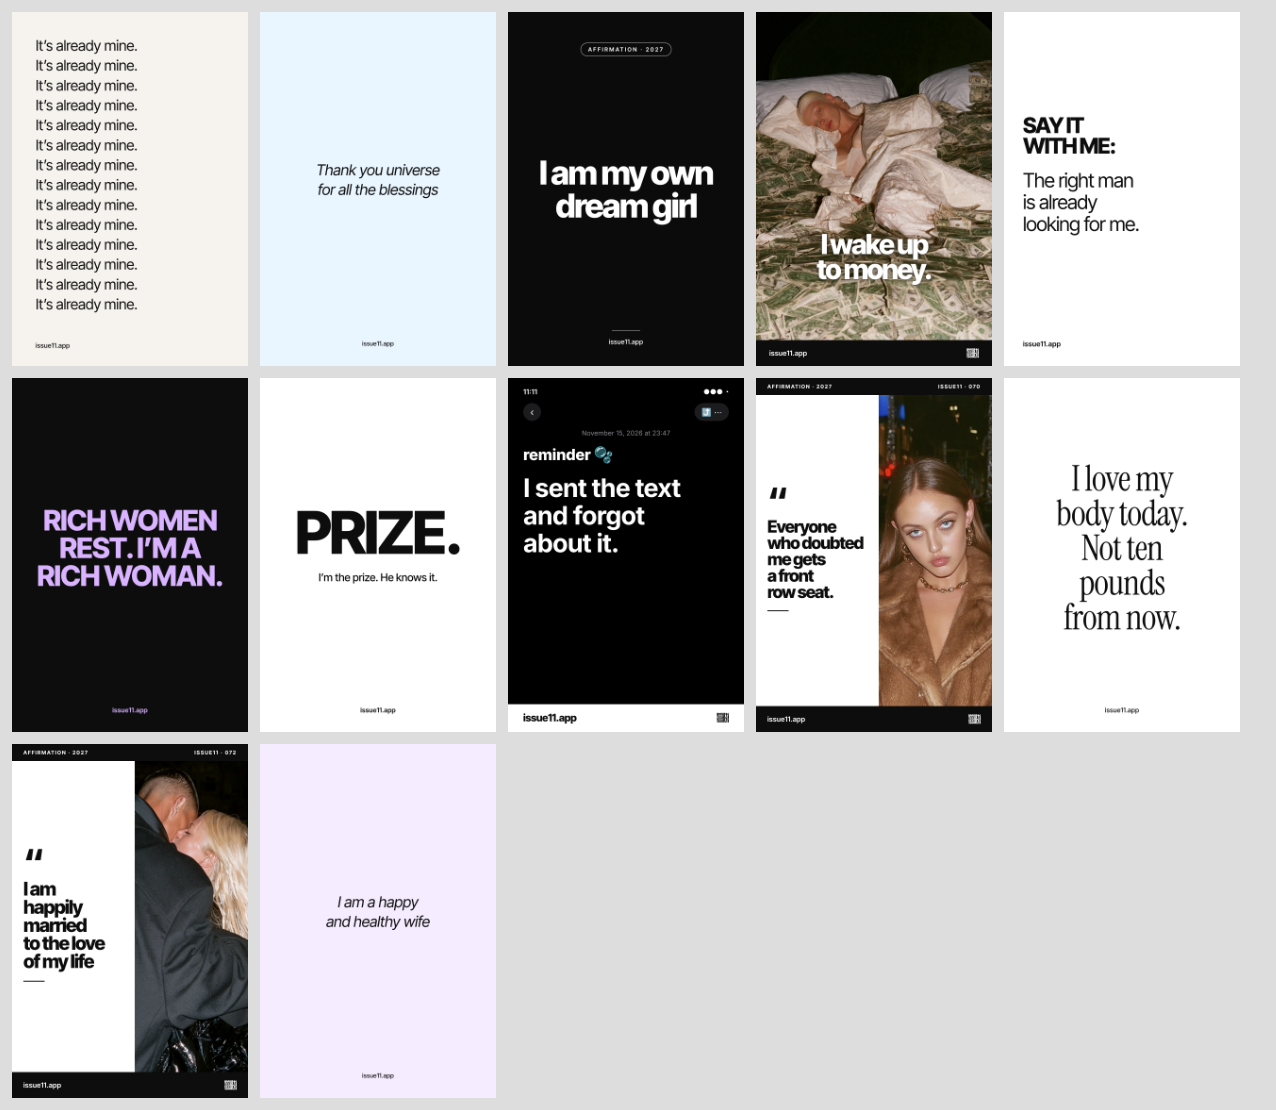 It's already mine.
It's already mine.
It's already mine.
It's already mine.
It's already mine.
It's already mine.
It's already mine.
It's already mine.
It's already mine.
It's already mine.
It's already mine.
It's already mine.
It's already mine.
It's already mine.
issue11.app
Thank you universe
for all the blessings
issue11.app
AFFIRMATION · 2027
I am my own
dream girl
issue11.app
I wake up
to money.
issue11.app
SAY IT
WITH ME:
The right man
is already
looking for me.
issue11.app
RICH WOMEN
REST. I'M A
RICH WOMAN.
issue11.app
PRIZE.
I'm the prize. He knows it.
issue11.app
11:11
November 15, 2026 at 23:47
reminder 🫧
I sent the text
and forgot
about it.
issue11.app
AFFIRMATION · 2027
ISSUE11 · 070
“
Everyone
who doubted
me gets
a front
row seat.
issue11.app
I love my
body today.
Not ten
pounds
from now.
issue11.app
AFFIRMATION · 2027
ISSUE11 · 072
“
I am
happily
married
to the love
of my life
issue11.app
I am a happy
and healthy wife
issue11.app